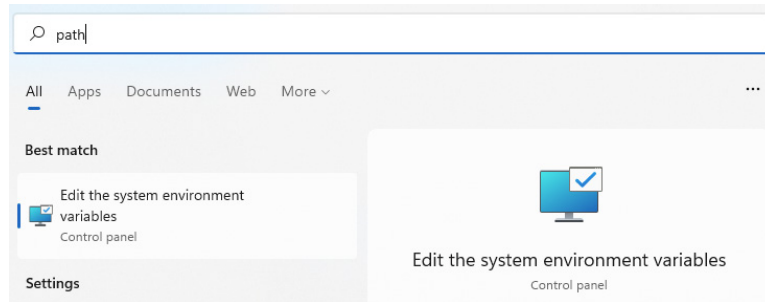 path
All Apps Documents Web More
...
Best match
Edit the system environment
variables
Control panel
Settings
Edit the system environment variables
Control panel